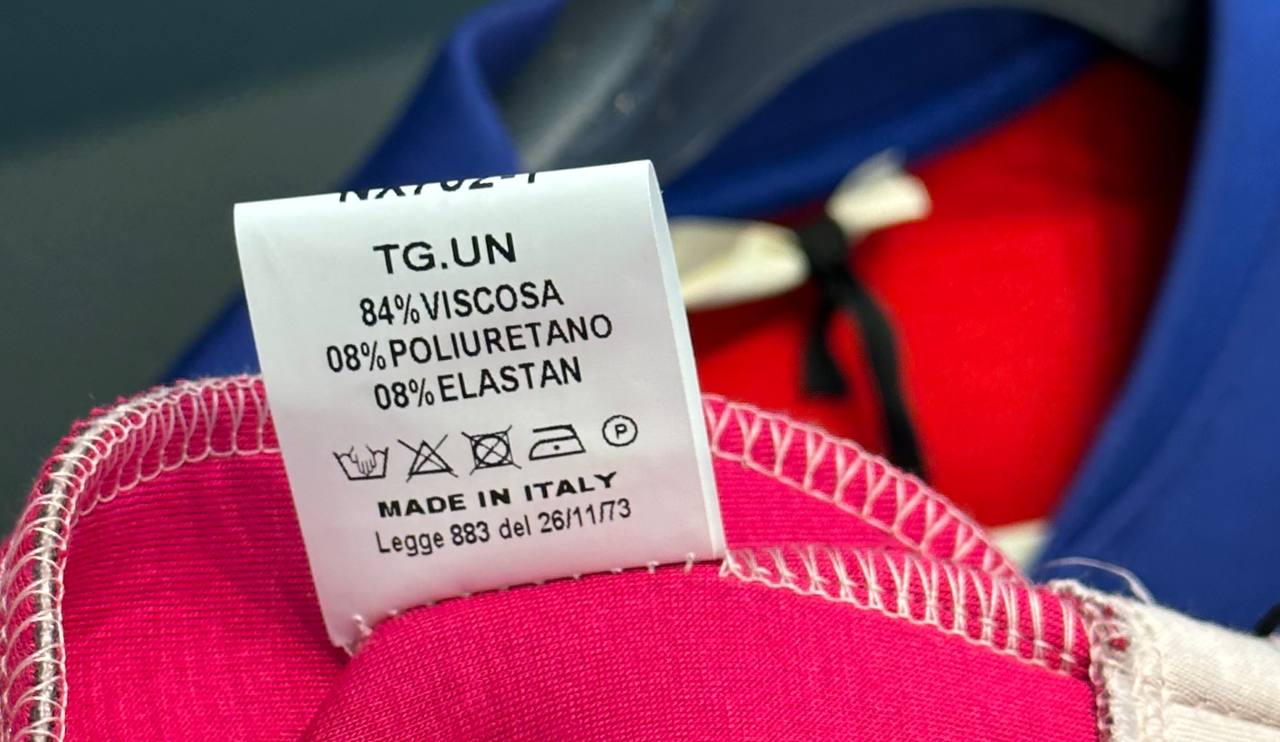 TG.UN
84% VISCOSA
08% POLIURETANO
08% ELASTAN
P
MADE IN ITALY
Legge 883 del 26/11/73